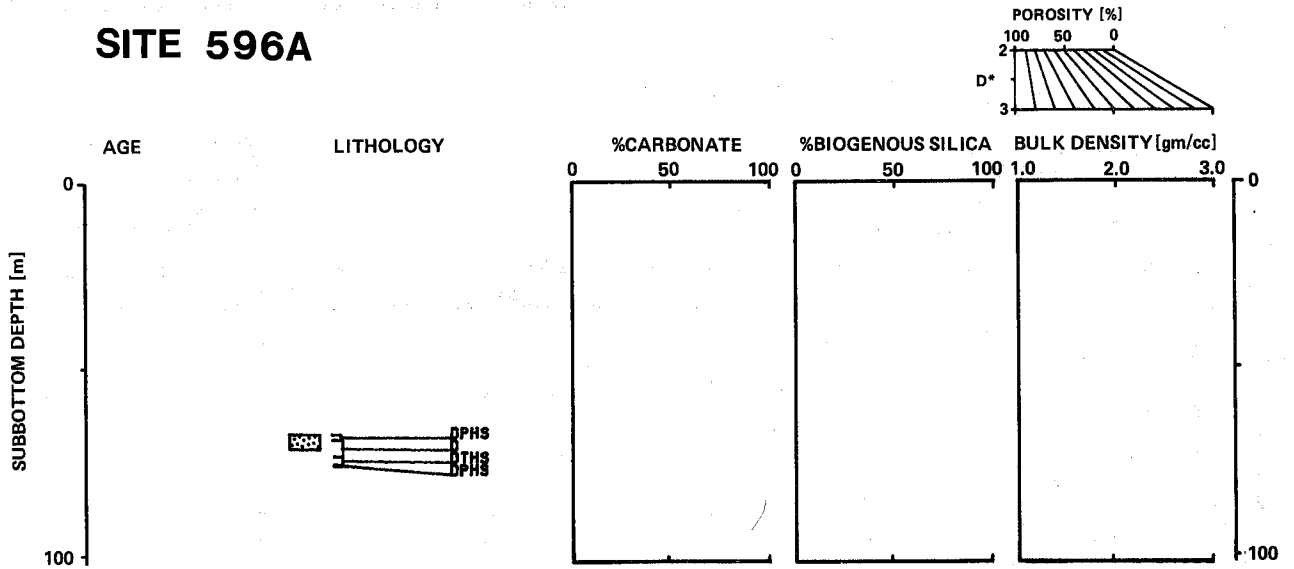 SITE 596A
POROSITY [%]
100 50 0
2
D*
3
AGE
LITHOLOGY
%CARBONATE
%BIOGENOUS SILICA
BULK DENSITY [gm/cc]
0 50 100
0 50 100
1.0 2.0 3.0
0
0
SUBBOTTOM DEPTH [m]
DPHS
D
DTHS
DPHS
100
100